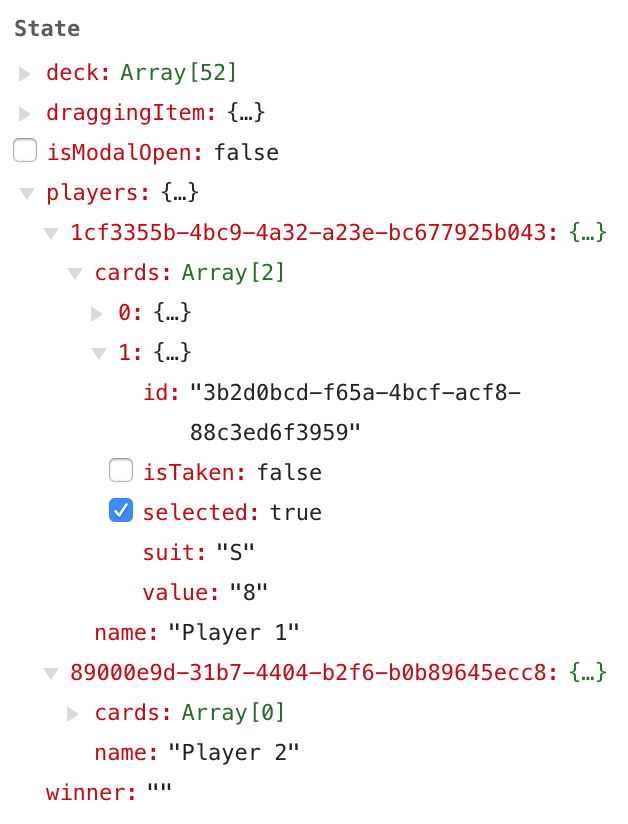 State
deck: Array[52]
draggingItem: {…}
isModalOpen: false
players: {…}
1cf3355b-4bc9-4a32-a23e-bc677925b043: {…}
cards: Array[2]
0: {…}
1: {…}
id: "3b2d0bcd-f65a-4bcf-acf8-
88c3ed6f3959"
isTaken: false
selected: true
suit: "S"
value: "8"
name: "Player 1"
89000e9d-31b7-4404-b2f6-b0b89645ecc8: {…}
cards: Array[0]
name: "Player 2"
winner: ""